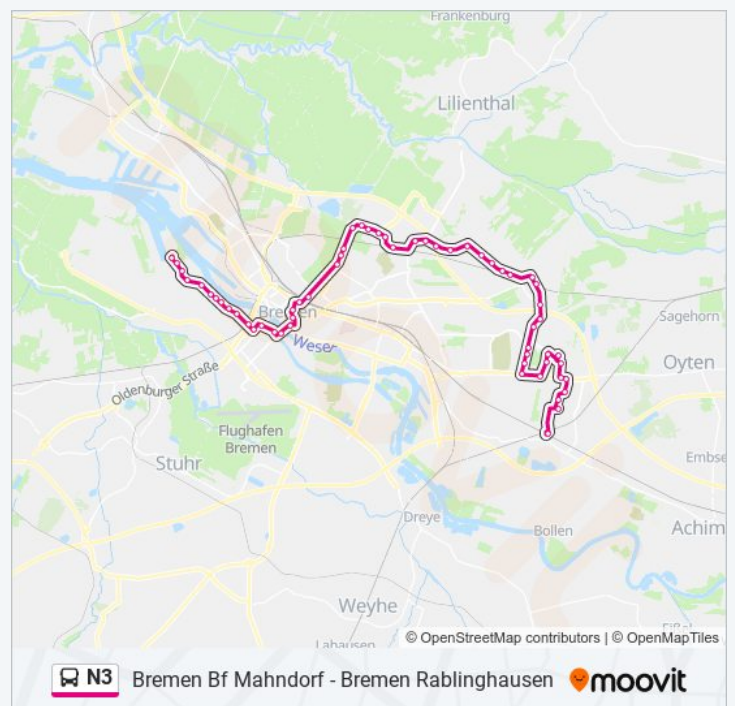 Frankenburg
Lilienthal
Bremen
Weser
Sagehorn
Oyten
Oldenburger Straße
Flughafen
Bremen
Stuhr
Embse
Dreye
Bollen
Achim
Weyhe
Lahausen
© OpenStreetMap contributors | © OpenMapTiles
N3 Bremen Bf Mahndorf - Bremen Rablinghausen moovit